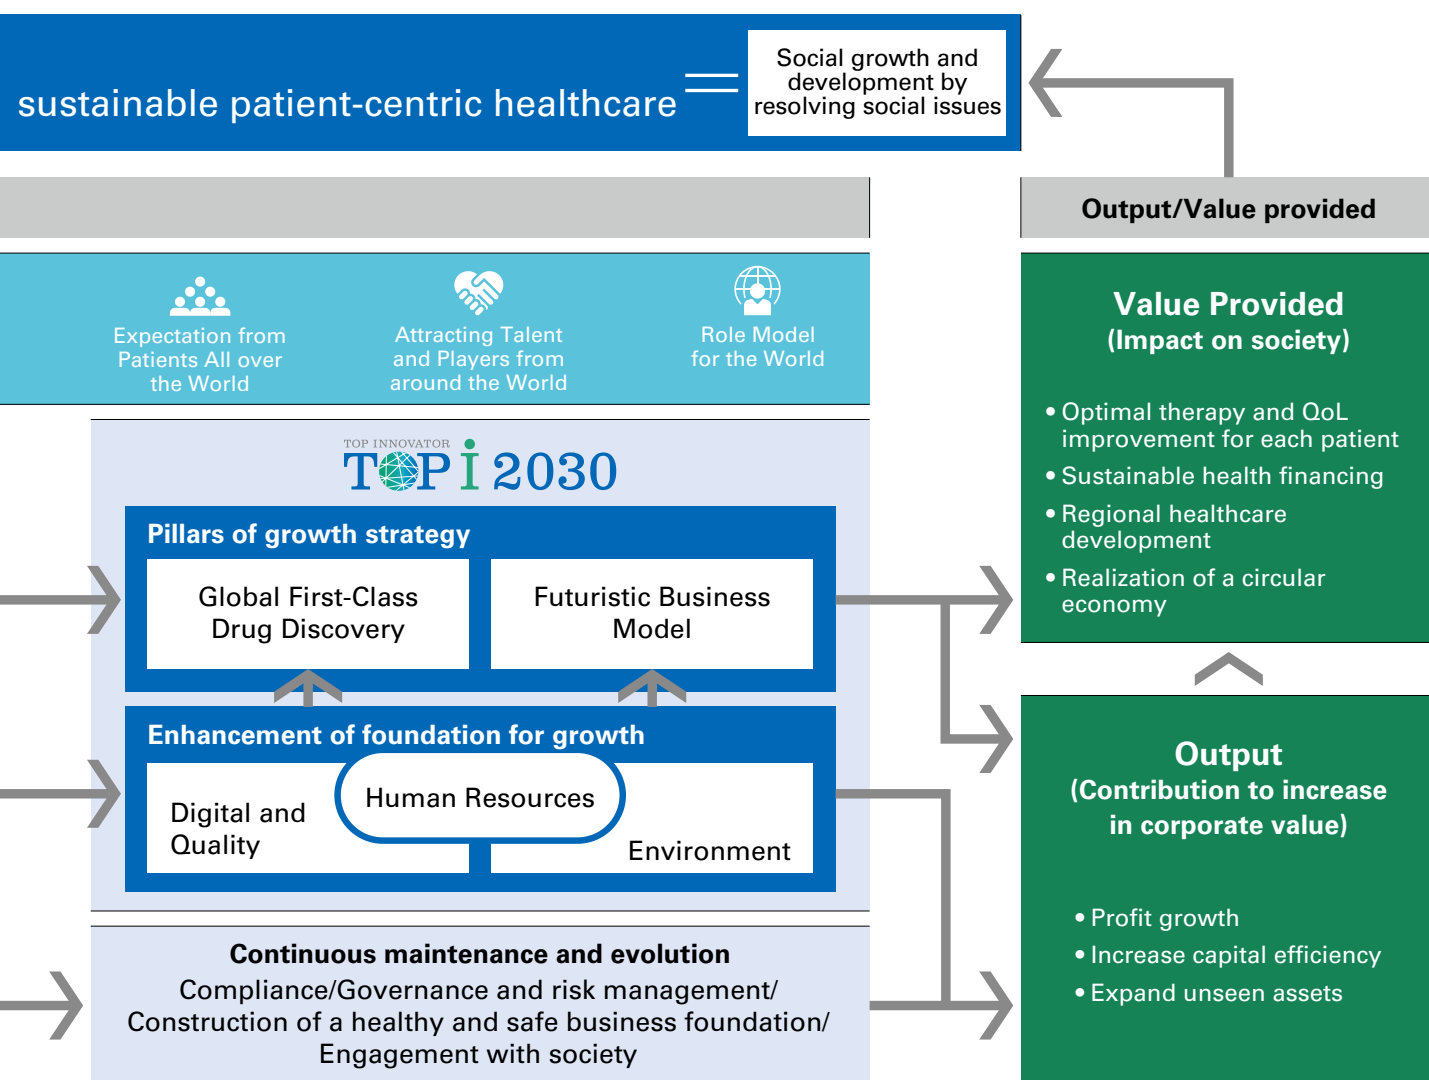 sustainable patient-centric healthcare
Social growth and
development by
resolving social issues
Output/Value provided
Expectation from
Patients All over
the World
Attracting Talent
and Players from
around the World
Role Model
for the World
TOP INNOVATOR
TOP i 2030
Pillars of growth strategy
Global First-Class
Drug Discovery
Futuristic Business
Model
Enhancement of foundation for growth
Human Resources
Digital and
Quality
Environment
Continuous maintenance and evolution
Compliance/Governance and risk management/
Construction of a healthy and safe business foundation/
Engagement with society
Value Provided
(Impact on society)
• Optimal therapy and QoL
improvement for each patient
• Sustainable health financing
• Regional healthcare
development
• Realization of a circular
economy
Output
(Contribution to increase
in corporate value)
• Profit growth
• Increase capital efficiency
• Expand unseen assets